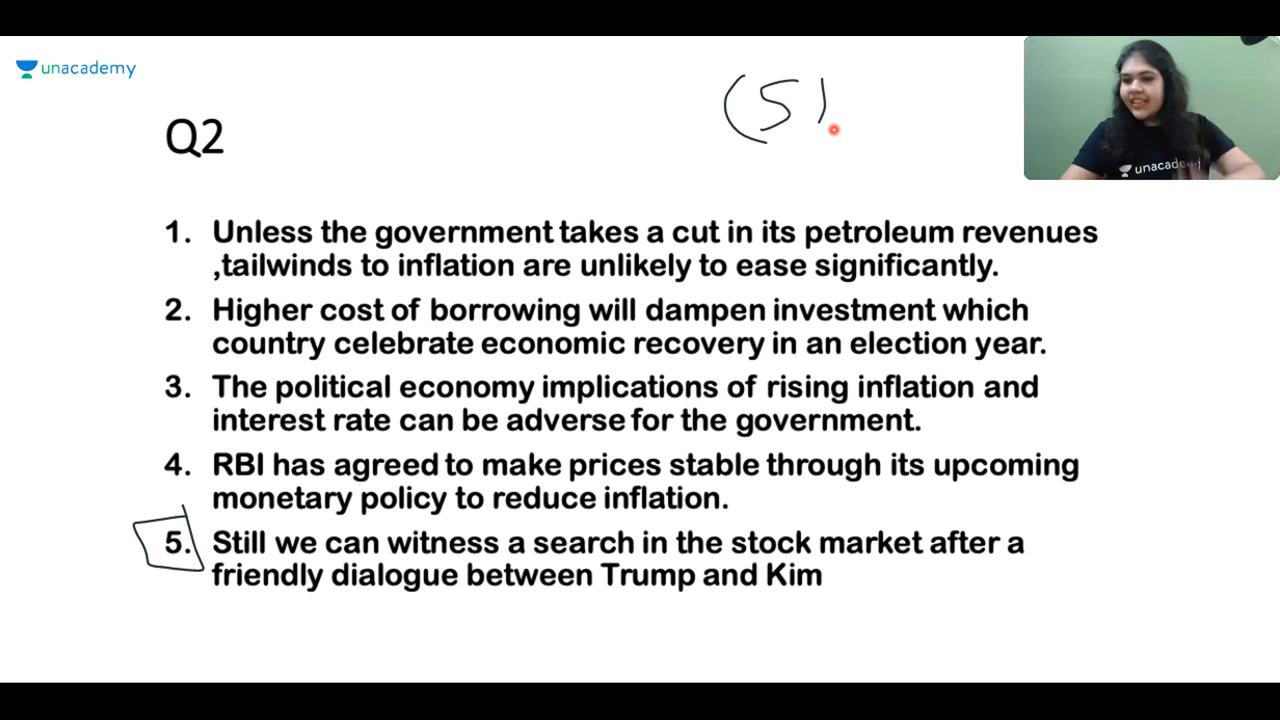 unacademy
(5)
Q2
unacademy
1. Unless the government takes a cut in its petroleum revenues
,tailwinds to inflation are unlikely to ease significantly.
2. Higher cost of borrowing will dampen investment which
country celebrate economic recovery in an election year.
3. The political economy implications of rising inflation and
interest rate can be adverse for the government.
4. RBI has agreed to make prices stable through its upcoming
monetary policy to reduce inflation.
5. Still we can witness a search in the stock market after a
friendly dialogue between Trump and Kim